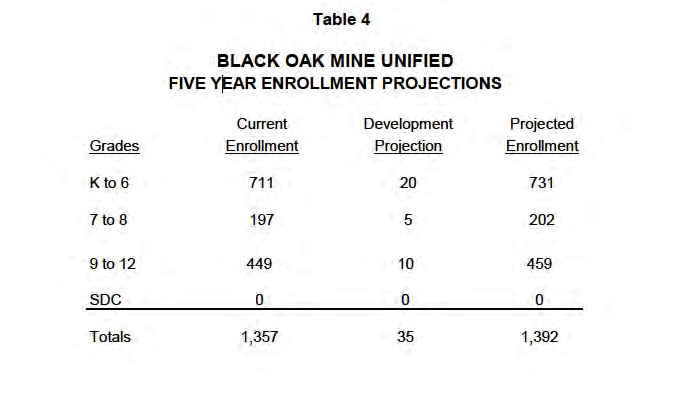 Table 4
BLACK OAK MINE UNIFIED
FIVE YEAR ENROLLMENT PROJECTIONS
Current Development Projected
Grades Enrollment Projection Enrollment
K to 6 711 20 731
7 to 8 197 5 202
9 to 12 449 10 459
SDC 0 0 0
Totals 1,357 35 1,392